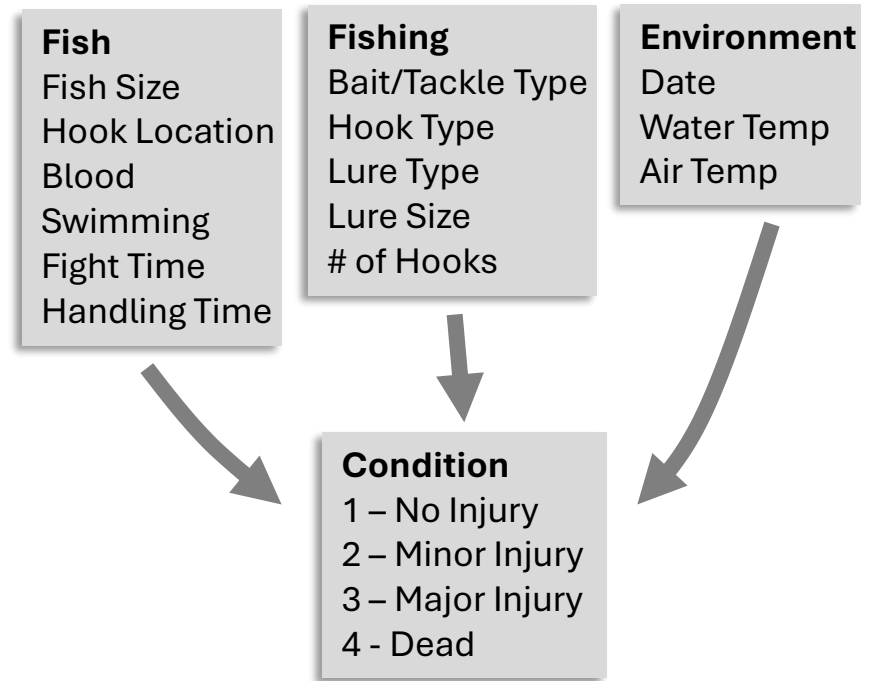 Fish
Fish Size
Hook Location
Blood
Swimming
Fight Time
Handling Time
Fishing
Bait/Tackle Type
Hook Type
Lure Type
Lure Size
# of Hooks
Environment
Date
Water Temp
Air Temp
Condition
1 – No Injury
2 – Minor Injury
3 – Major Injury
4 - Dead